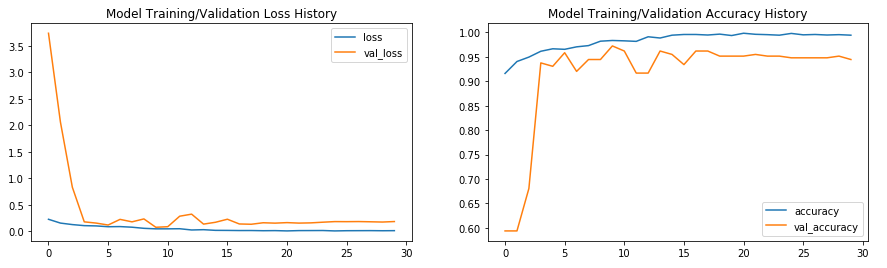 Model Training/Validation Loss History
3.5
3.0
2.5
2.0
1.5
1.0
0.5
0.0
loss
val_loss
0 5 10 15 20 25 30
Model Training/Validation Accuracy History
1.00
0.95
0.90
0.85
0.80
0.75
0.70
0.65
0.60
accuracy
val_accuracy
0 5 10 15 20 25 30